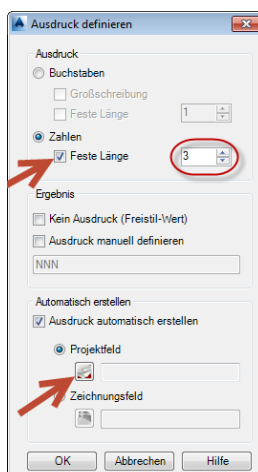 Ausdruck definieren
Ausdruck
Buchstaben
Großschreibung
Feste Länge 1
Zahlen
Feste Länge 3
Ergebnis
Kein Ausdruck (Freistil-Wert)
Ausdruck manuell definieren
NNN
Automatisch erstellen
Ausdruck automatisch erstellen
Projektfeld
Zeichnungsfeld
OK Abbrechen Hilfe